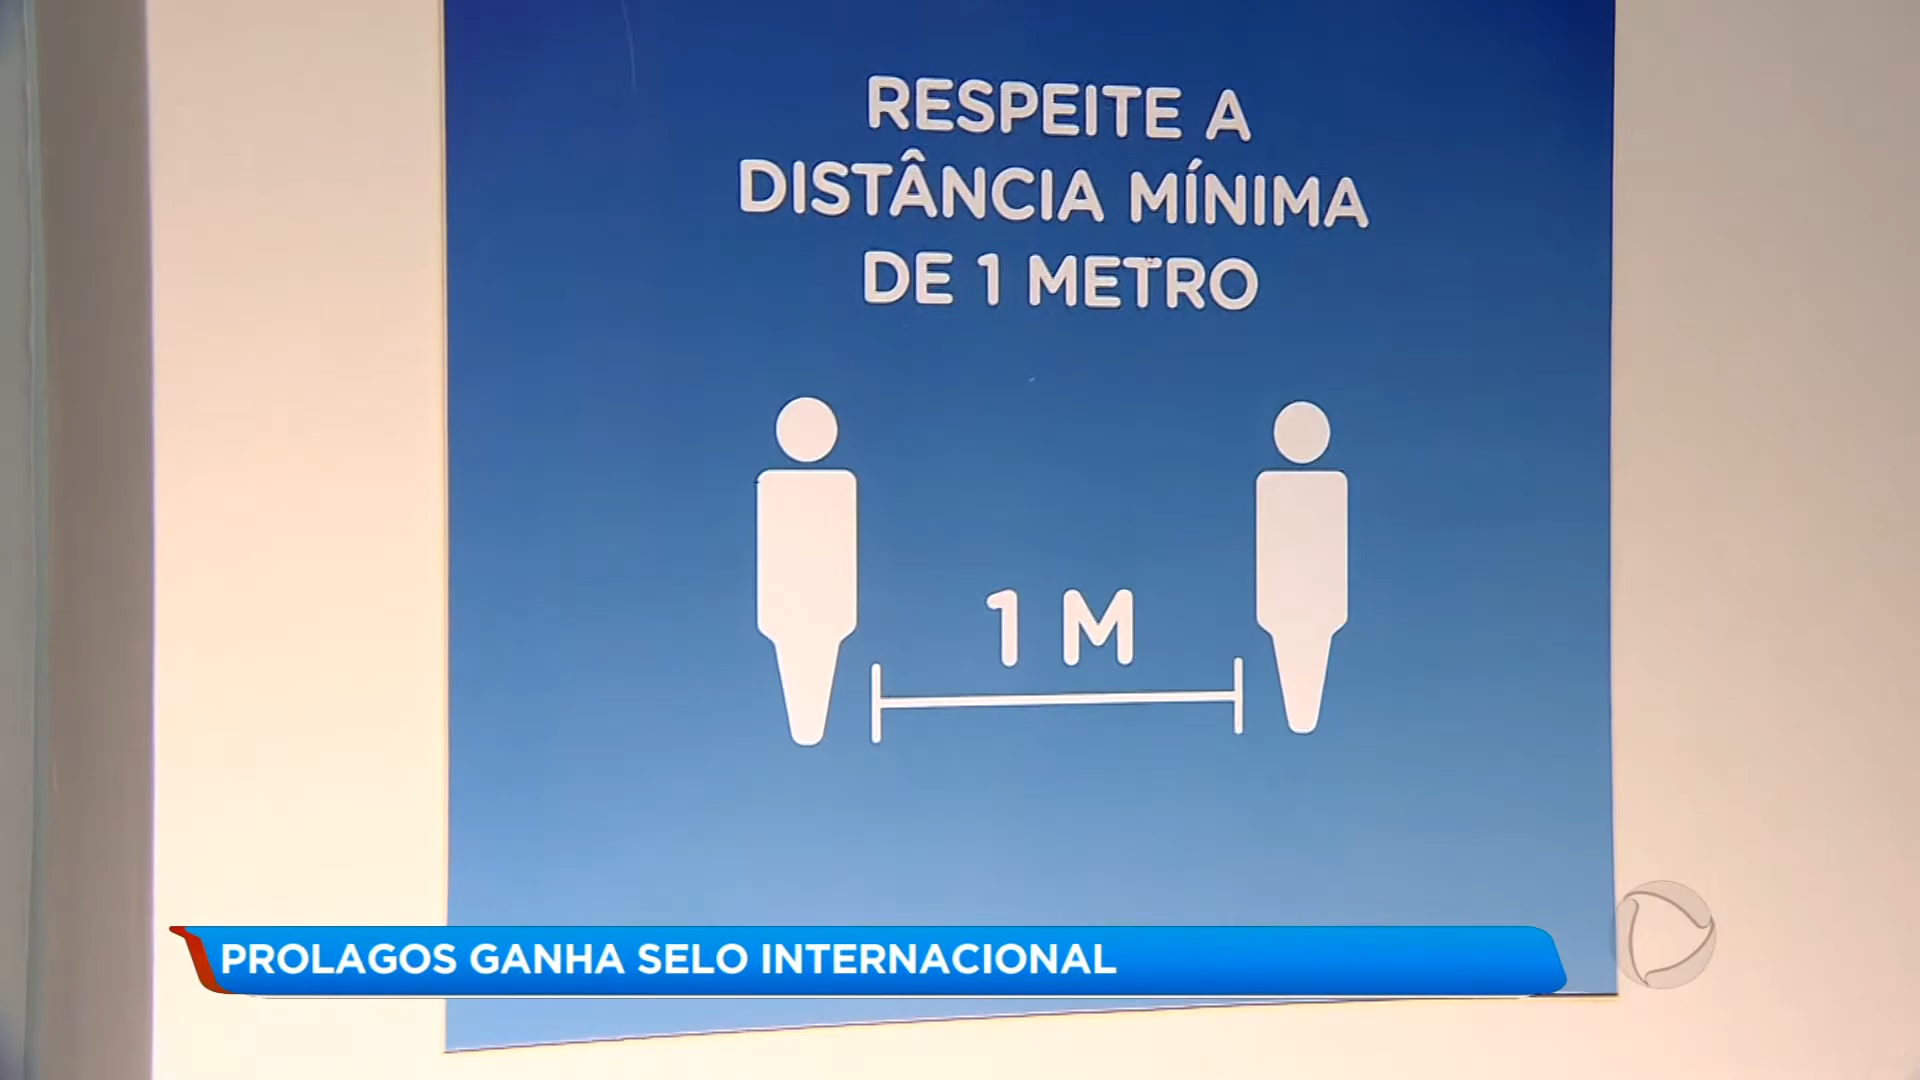 RESPEITE A
DISTÂNCIA MÍNIMA
DE 1 METRO
1 M
PROLAGOS GANHA SELO INTERNACIONAL